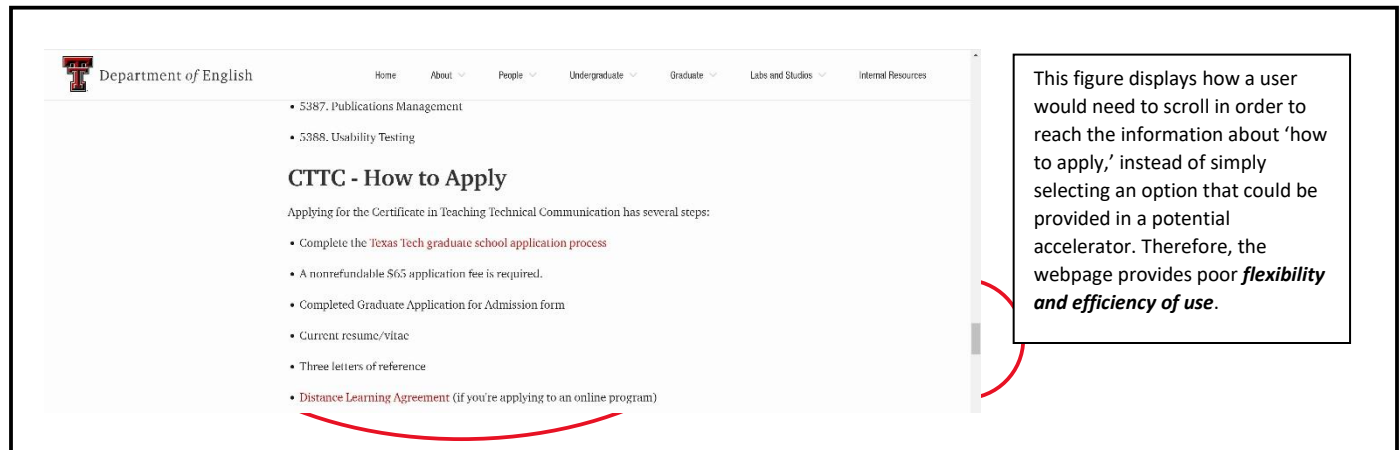 Department of English
Home About People Undergraduate Graduate Labs and Studios Internal Resources
• 5387. Publications Management
• 5388. Usability Testing
CTTC - How to Apply
Applying for the Certificate in Teaching Technical Communication has several steps:
• Complete the Texas Tech graduate school application process
• A nonrefundable $65 application fee is required.
• Completed Graduate Application for Admission form
• Current resume/vitae
• Three letters of reference
• Distance Learning Agreement (if you're applying to an online program)
This figure displays how a user
would need to scroll in order to
reach the information about ‘how
to apply,’ instead of simply
selecting an option that could be
provided in a potential
accelerator. Therefore, the
webpage provides poor flexibility
and efficiency of use.